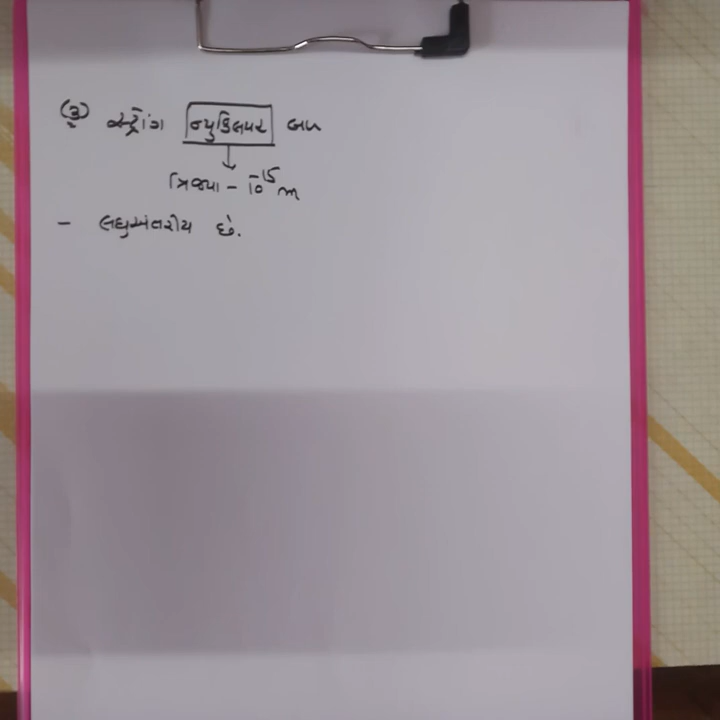 (૩) સ્ટ્રોંગ ન્યુક્લિયર બળ
ત્રિજ્યા - 10⁻¹⁵ m
- લઘુઅંતરીય છે.